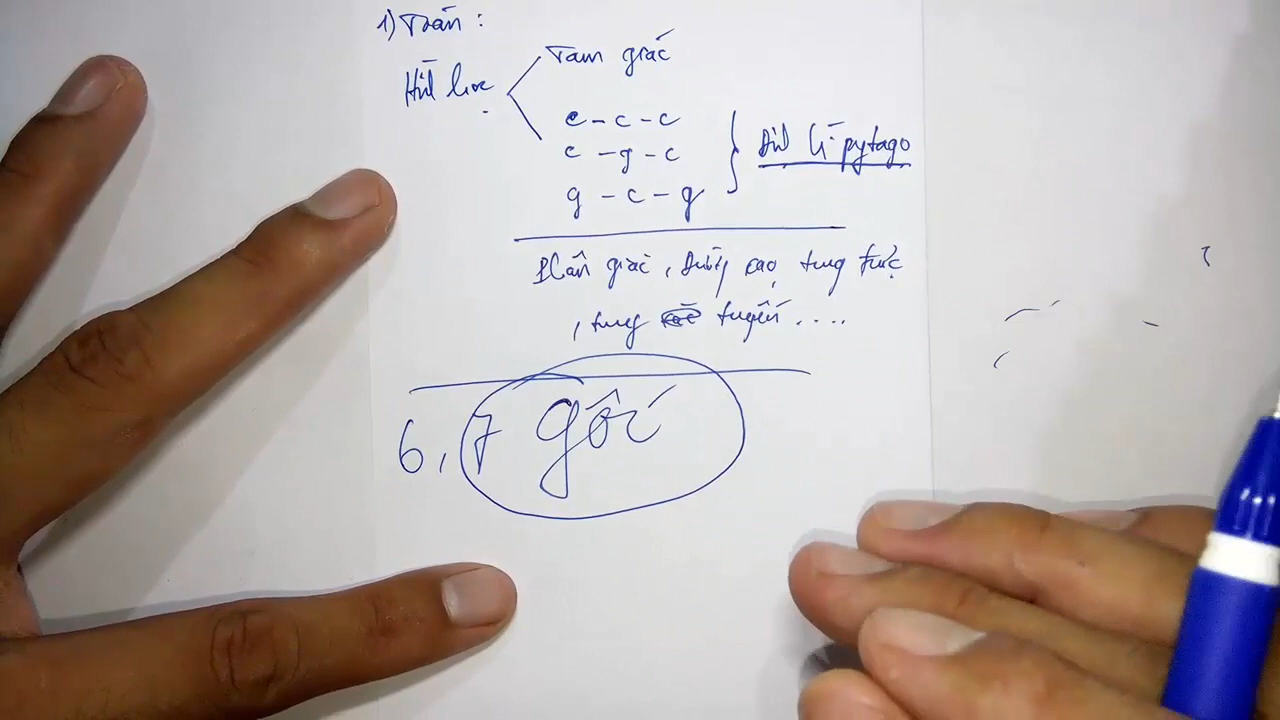 1) Toán :
Hình học
Tam giác
c - c - c
c - g - c
g - c - g
Định lí pytago
Phân giác , đường cao, trung trực
, trung tuyến ....
6, 7 gốc